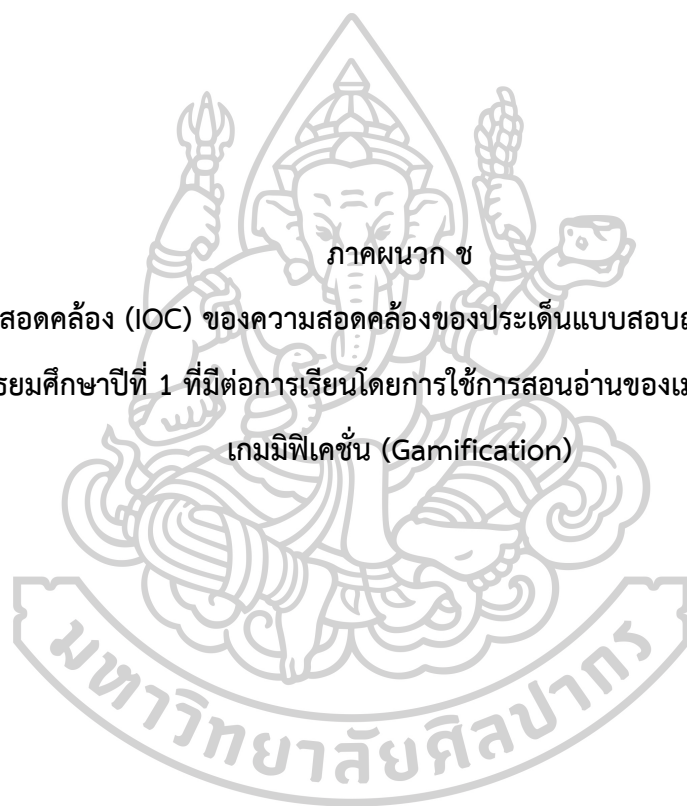 ภาคผนวก ช
สอดคล้อง (IOC) ของความสอดคล้องของประเด็นแบบสอบ
ธยมศึกษาปีที่ 1 ที่มีต่อการเรียนโดยการใช้การสอนอ่านของเม
เกมมิฟิเคชั่น (Gamification)
มหาวิทยาลัยศิลปากร